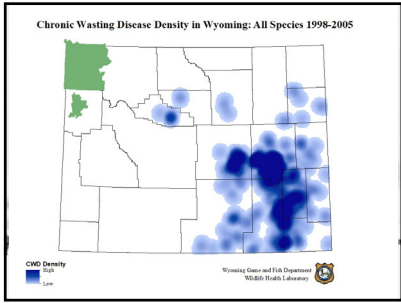 Chronic Wasting Disease Density in Wyoming: All Species 1998-2005
CWD Density
High
Low
Wyoming Game and Fish Department
Wildlife Health Laboratory